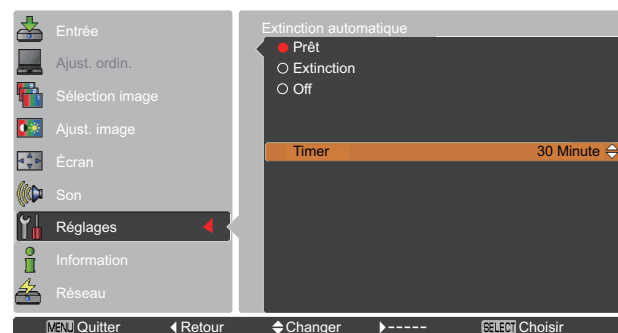 Entrée
Ajust. ordin.
Sélection image
Ajust. image
Écran
Son
Réglages
Information
Réseau
Extinction automatique
Prêt
Extinction
Off
Timer 30 Minute
MENU Quitter Retour Changer ----- SELECT Choisir